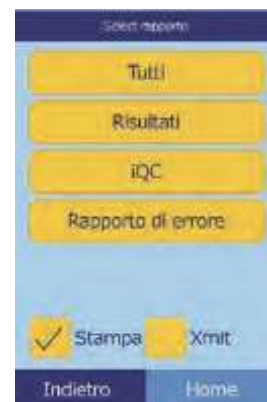 Select rapporto
Tutti
Risultati
iQC
Rapporto di errore
Stampa Xmit
Indietro Home